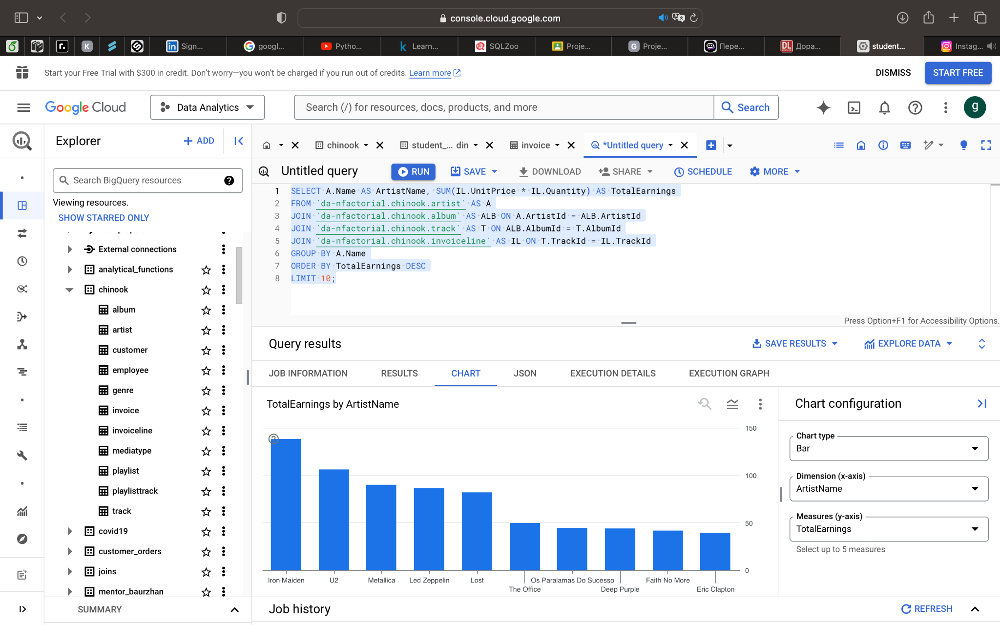 console.cloud.google.com
Sign...
googl...
Pytho...
Learn...
SQLZoo
Proje...
Proje...
Пере...
Дора...
student...
Instag...
Start your Free Trial with $300 in credit. Don't worry—you won't be charged if you run out of credits. Learn more
DISMISS
START FREE
Google Cloud
Data Analytics
Search (/) for resources, docs, products, and more
Search
g
Explorer
+ ADD
chinook
student_... din
invoice
*Untitled query
Search BigQuery resources
Viewing resources.
SHOW STARRED ONLY
External connections
analytical_functions
chinook
album
artist
customer
employee
genre
invoice
invoiceline
mediatype
playlist
playlisttrack
track
covid19
customer_orders
joins
mentor_baurzhan
SUMMARY
Untitled query
RUN
SAVE
DOWNLOAD
SHARE
SCHEDULE
MORE
1 SELECT A.Name AS ArtistName, SUM(IL.UnitPrice * IL.Quantity) AS TotalEarnings
2 FROM `da-nfactorial.chinook.artist` AS A
3 JOIN `da-nfactorial.chinook.album` AS ALB ON A.ArtistId = ALB.ArtistId
4 JOIN `da-nfactorial.chinook.track` AS T ON ALB.AlbumId = T.AlbumId
5 JOIN `da-nfactorial.chinook.invoiceline` AS IL ON T.TrackId = IL.TrackId
6 GROUP BY A.Name
7 ORDER BY TotalEarnings DESC
8 LIMIT 10;
Press Option+F1 for Accessibility Options.
Query results
SAVE RESULTS
EXPLORE DATA
JOB INFORMATION
RESULTS
CHART
JSON
EXECUTION DETAILS
EXECUTION GRAPH
TotalEarnings by ArtistName
150
100
50
0
Iron Maiden
U2
Metallica
Led Zeppelin
Lost
The Office
Os Paralamas Do Sucesso
Deep Purple
Faith No More
Eric Clapton
Chart configuration
Chart type
Bar
Dimension (x-axis)
ArtistName
Measures (y-axis)
TotalEarnings
Select up to 5 measures
Job history
REFRESH